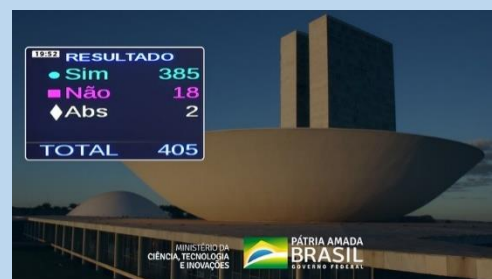 19:52 RESULTADO
Sim 385
Não 18
Abs 2
TOTAL 405
MINISTÉRIO DA
CIÊNCIA, TECNOLOGIA
E INOVAÇÕES
PÁTRIA AMADA
BRASIL
GOVERNO FEDERAL